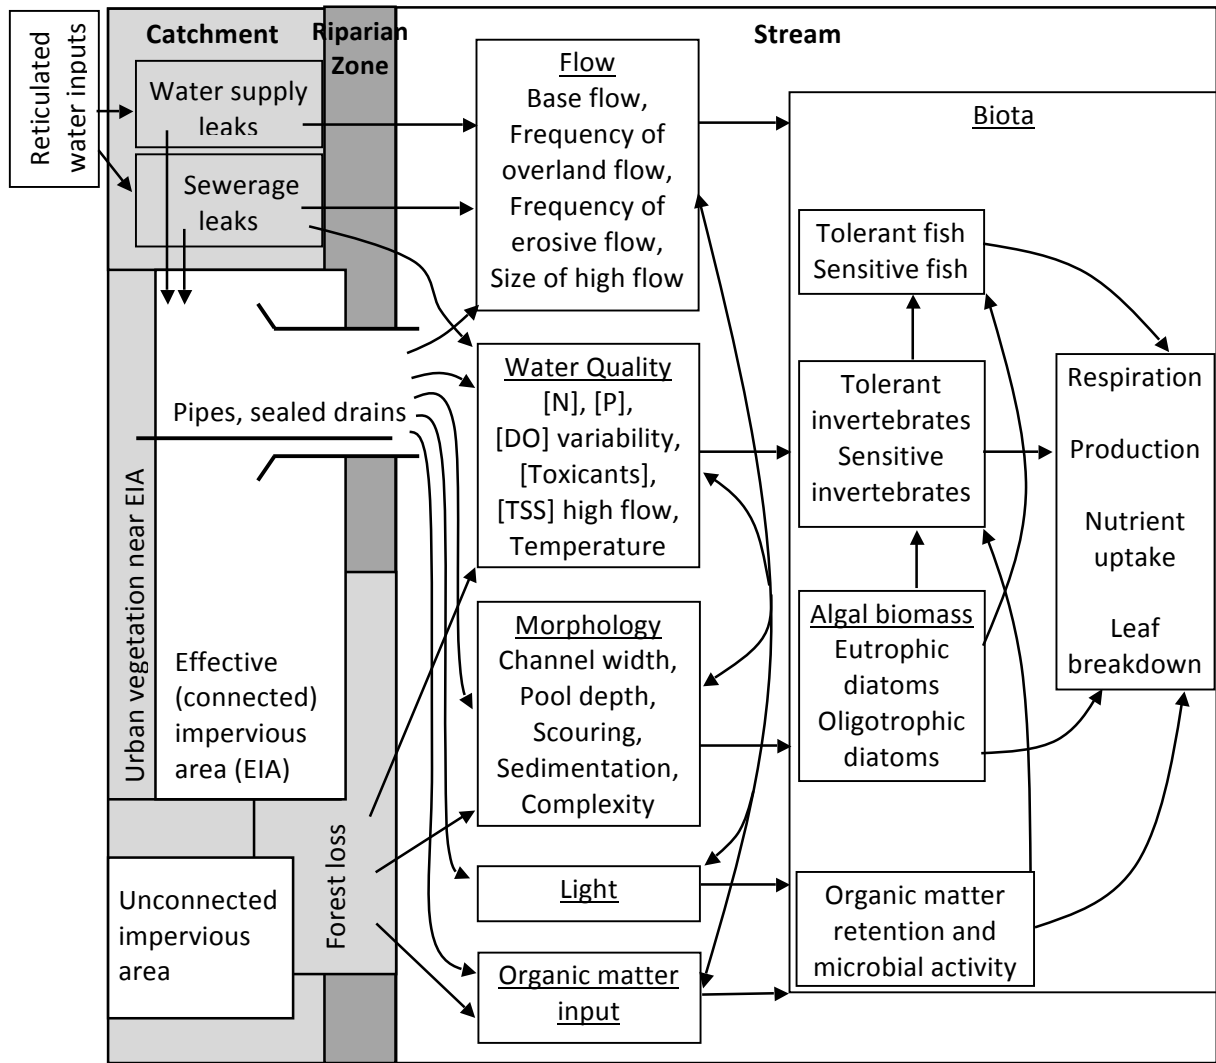 Reticulated
water inputs
Catchment
Riparian
Zone
Stream
Water supply
leaks
Sewerage
leaks
Pipes, sealed drains
Urban vegetation near EIA
Effective
(connected)
impervious
area (EIA)
Unconnected
impervious
area
Forest loss
Flow
Base flow,
Frequency of
overland flow,
Frequency of
erosive flow,
Size of high flow
Water Quality
[N], [P],
[DO] variability,
[Toxicants],
[TSS] high flow,
Temperature
Morphology
Channel width,
Pool depth,
Scouring,
Sedimentation,
Complexity
Light
Organic matter
input
Biota
Tolerant fish
Sensitive fish
Tolerant
invertebrates
Sensitive
invertebrates
Algal biomass
Eutrophic
diatoms
Oligotrophic
diatoms
Organic matter
retention and
microbial activity
Respiration
Production
Nutrient
uptake
Leaf
breakdown